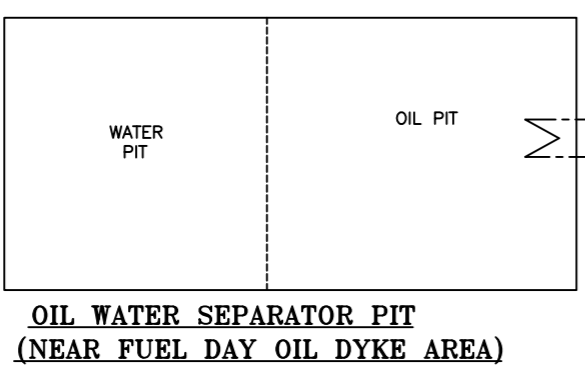 WATER
PIT
OIL PIT
OIL WATER SEPARATOR PIT
(NEAR FUEL DAY OIL DYKE AREA)